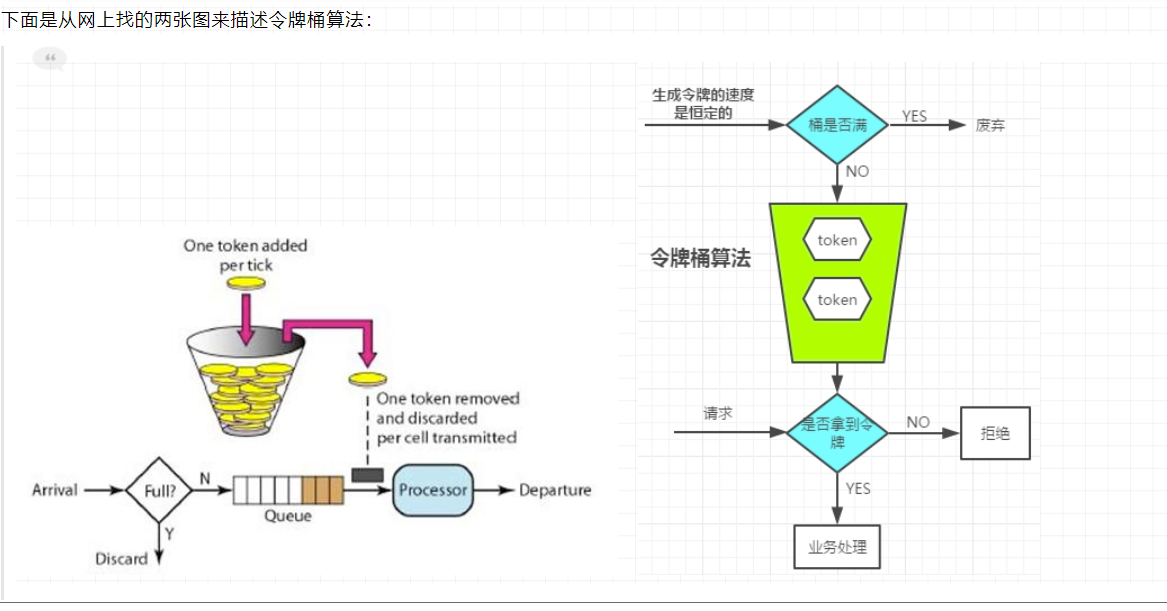 下面是从网上找的两张图来描述令牌桶算法：
One token added
per tick
One token removed
and discarded
per cell transmitted
Arrival
Full?
N
Y
Discard
Queue
Processor
Departure
生成令牌的速度
是恒定的
桶是否满
YES
废弃
NO
令牌桶算法
token
token
请求
是否拿到令
牌
NO
拒绝
YES
业务处理